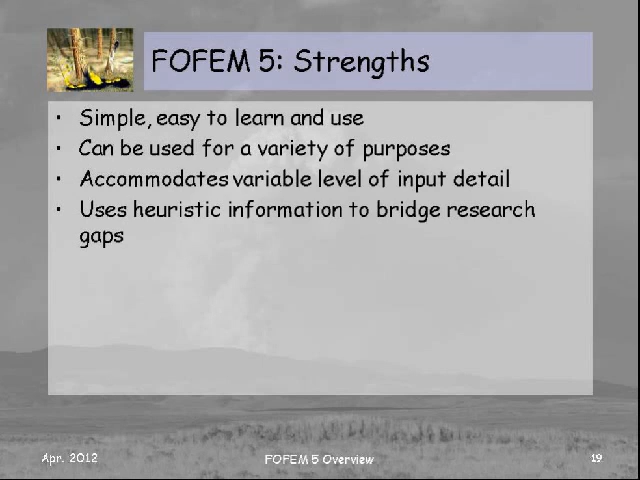 FOFEM 5: Strengths
• Simple, easy to learn and use
• Can be used for a variety of purposes
• Accommodates variable level of input detail
• Uses heuristic information to bridge research
gaps
Apr. 2012
FOFEM 5 Overview
19